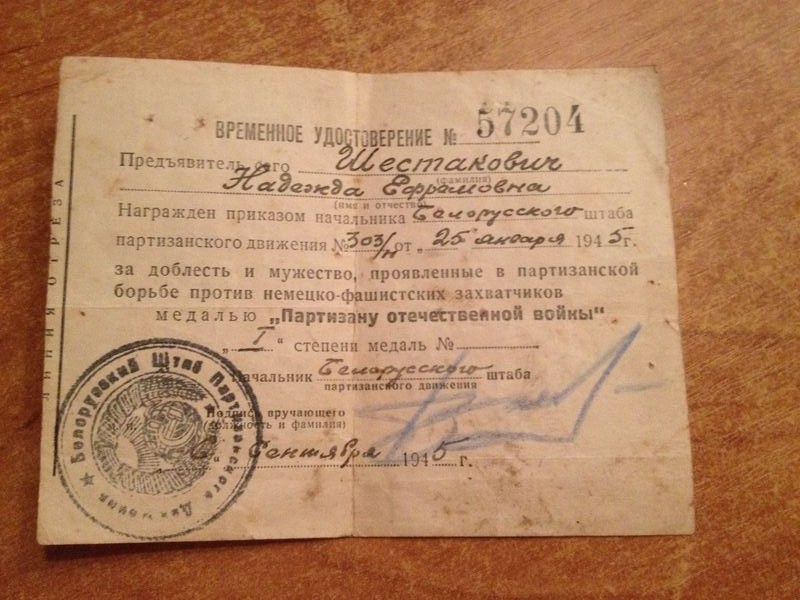 ВРЕМЕННОЕ УДОСТОВЕРЕНИЕ № 57204
Предъявитель сего Шестакович
(фамилия)
Надежда Ефрамовна
(имя и отчество)
Награжден приказом начальника Белорусского штаба
партизанского движения № 303/н от „ 25 января 1945 г.
за доблесть и мужество, проявленные в партизанской
борьбе против немецко-фашистских захватчиков
медалью „Партизану отечественной войны“
„ I “ степени медаль №
Начальник Белорусского штаба
партизанского движения
Подпись вручающего
(должность и фамилия)
Сентября 1945 г.
ЛИНИЯ ОТРЕЗА
Белорусский Штаб Партизанского Движения